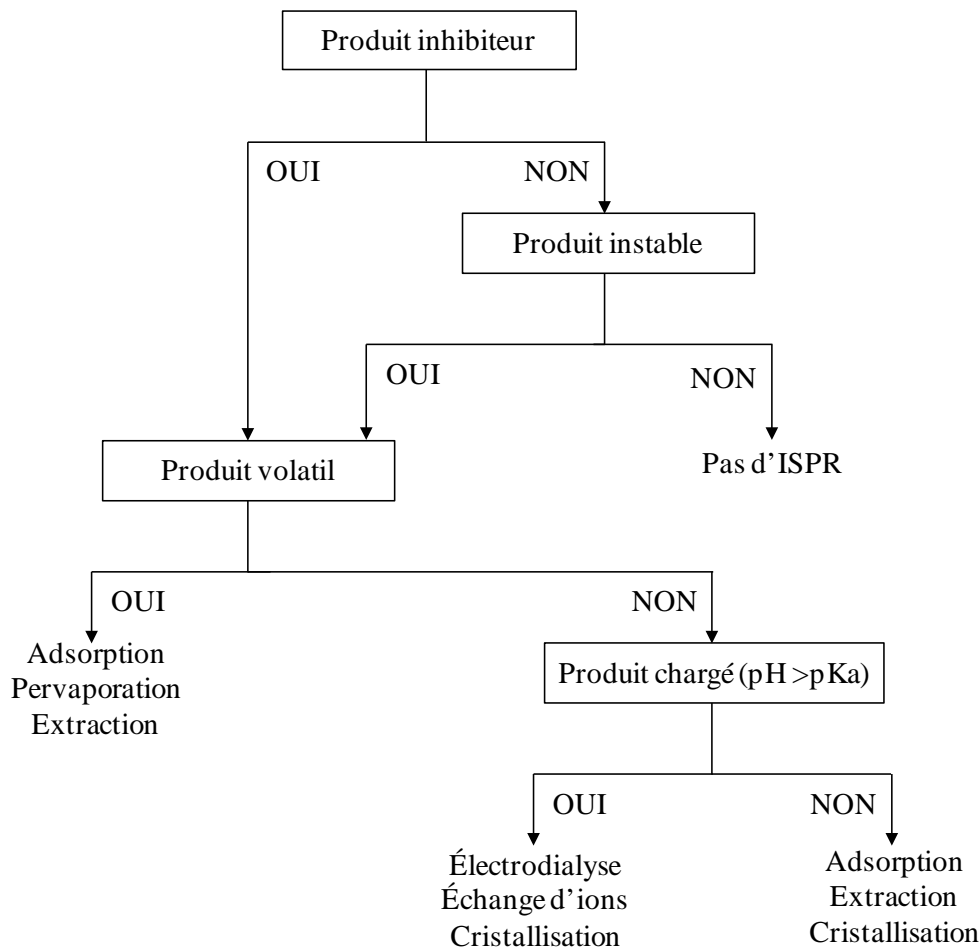 Produit inhibiteur
OUI
NON
Produit instable
OUI
NON
Produit volatil
Pas d’ISPR
OUI
NON
Adsorption
Pervaporation
Extraction
Produit chargé (pH >pKa)
OUI
NON
Électrodialyse
Échange d’ions
Cristallisation
Adsorption
Extraction
Cristallisation